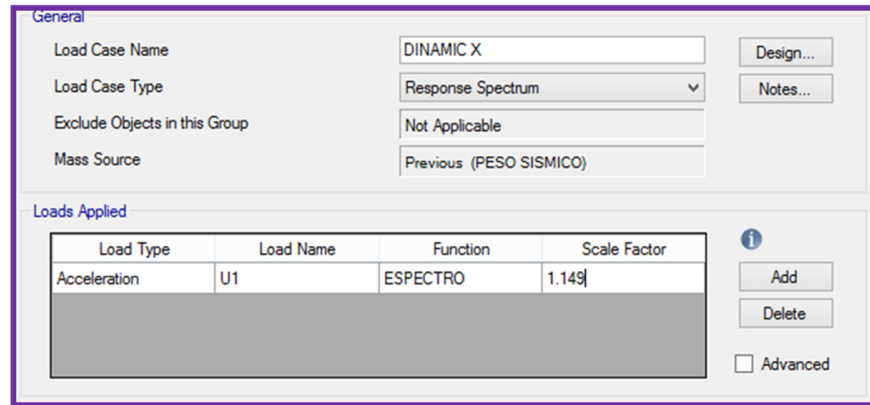 General
Load Case Name DINAMIC X Design...
Load Case Type Response Spectrum Notes...
Exclude Objects in this Group Not Applicable
Mass Source Previous (PESO SISMICO)
Loads Applied
Load Type Load Name Function Scale Factor
Acceleration U1 ESPECTRO 1.149
Add
Delete
Advanced